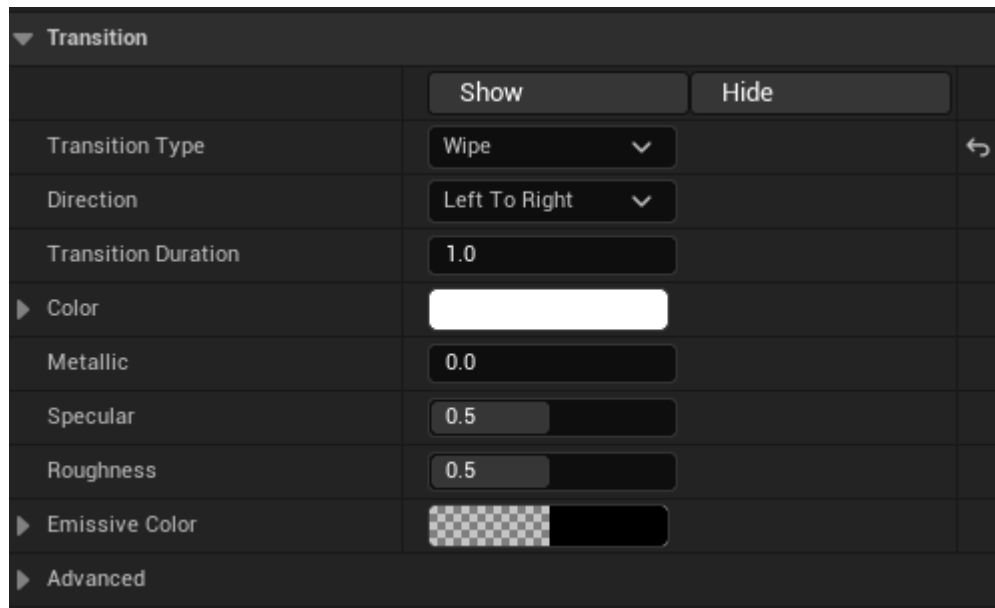 Transition
Show Hide
Transition Type Wipe
Direction Left To Right
Transition Duration 1.0
Color
Metallic 0.0
Specular 0.5
Roughness 0.5
Emissive Color
Advanced